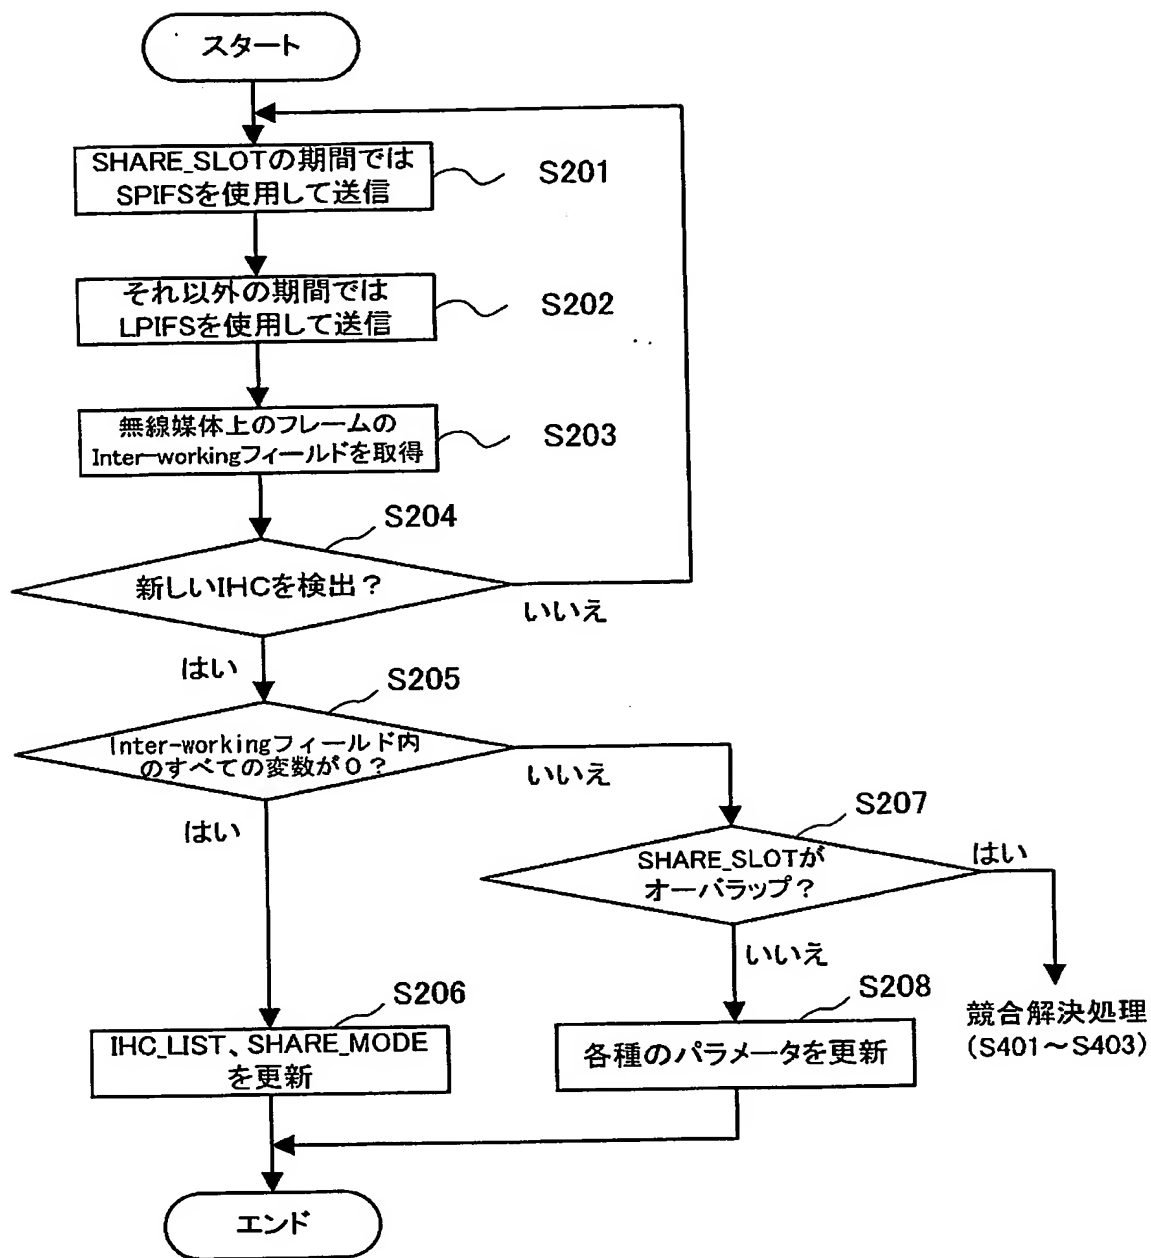 スタート
SHARE_SLOTの期間では
SPIFSを使用して送信
S201
それ以外の期間では
LPIFSを使用して送信
S202
無線媒体上のフレームの
Inter-workingフィールドを取得
S203
S204
新しいIHCを検出？
いいえ
はい
S205
Inter-workingフィールド内
のすべての変数が０？
いいえ
はい
S207
SHARE_SLOTが
オーバラップ？
はい
いいえ
S206
IHC_LIST、SHARE_MODE
を更新
S208
各種のパラメータを更新
競合解決処理
（S401～S403）
エンド